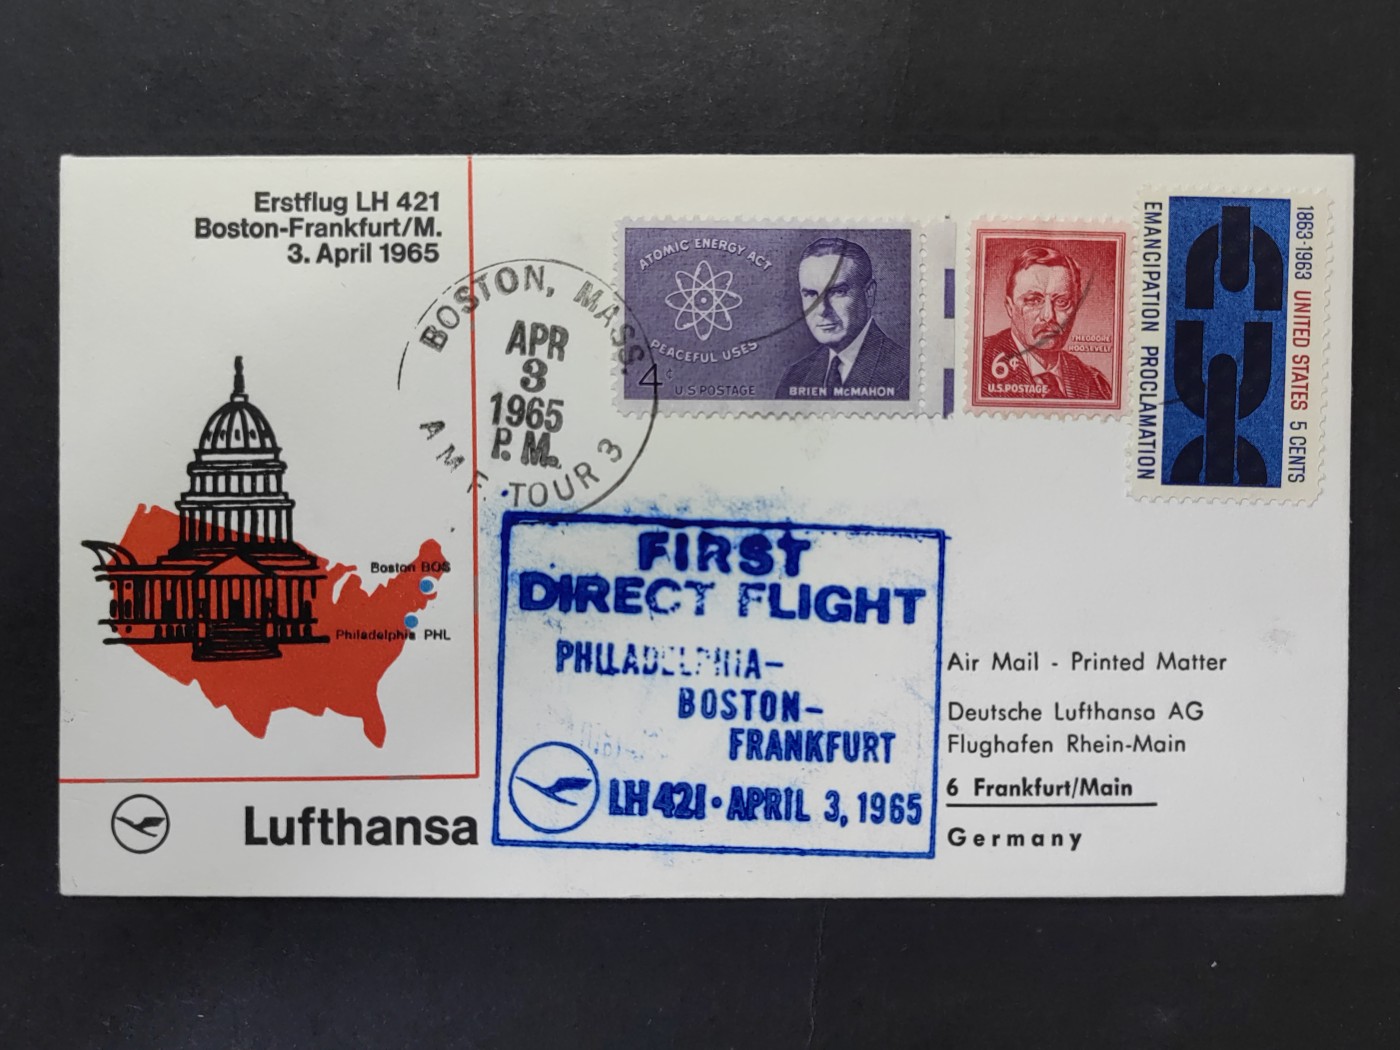 Erstflug LH 421
Boston-Frankfurt/M.
3. April 1965
BOSTON, MASS.
APR
3
1965
P.M.
AMF TOUR 3
ATOMIC ENERGY ACT
PEACEFUL USES
4¢
U.S POSTAGE
BRIEN McMAHON
THEODORE
ROOSEVELT
6¢
U.S. POSTAGE
1863-1963 UNITED STATES 5 CENTS
EMANCIPATION PROCLAMATION
Boston BOS
Philadelphia PHL
FIRST
DIRECT FLIGHT
PHILADELPHIA-
BOSTON-
FRANKFURT
LH 421 · APRIL 3, 1965
Air Mail - Printed Matter
Deutsche Lufthansa AG
Flughafen Rhein-Main
6 Frankfurt/Main
Germany
Lufthansa